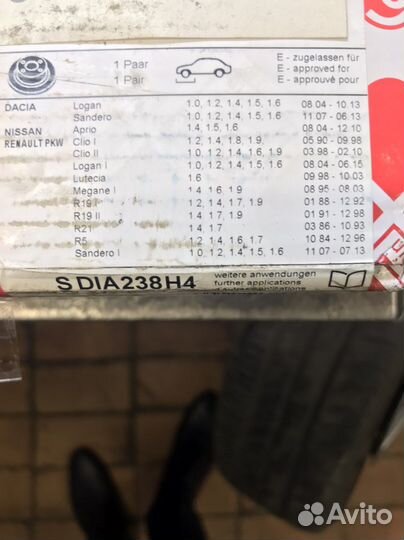 1 Paar
1 Pair
E - zugelassen für
E - approved for
E - approuvé pour
DACIA Logan 1.0, 1.2, 1.4, 1.5, 1.6 08.04 - 10.13
Sandero 1.0, 1.2, 1.4, 1.5, 1.6 11.07 - 06.13
NISSAN Aprio 1.4, 1.5, 1.6 08.04 - 12.10
RENAULT PKW Clio I 1.2, 1.4, 1.8, 1.9, 05.90 - 09.98
Clio II 1.0, 1.2, 1.4, 1.6, 1.9 03.98 - 02.10
Logan I 1.0, 1.2, 1.4, 1.5, 1.6 08.04 - 06.15
Lutecia 1.6 09.98 - 10.03
Megane I 1.4, 1.6, 1.9 08.95 - 08.03
R19 I 1.2, 1.4, 1.7, 1.9 01.88 - 12.92
R19 II 1.4, 1.7, 1.9 01.91 - 12.98
R21 1.4, 1.7 03.86 - 10.93
R5 1.2, 1.4, 1.6, 1.7 10.84 - 12.96
Sandero I 1.0, 1.2, 1.4, 1.5, 1.6 11.07 - 07.13
SDIA238H4
weitere anwendungen
further applications
Avito